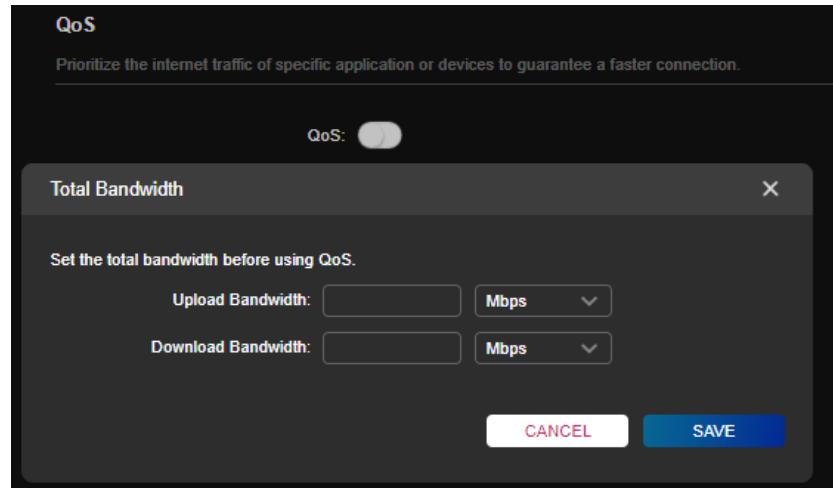 QoS
Prioritize the internet traffic of specific application or devices to guarantee a faster connection.
QoS:
Total Bandwidth
Set the total bandwidth before using QoS.
Upload Bandwidth: Mbps
Download Bandwidth: Mbps
CANCEL SAVE